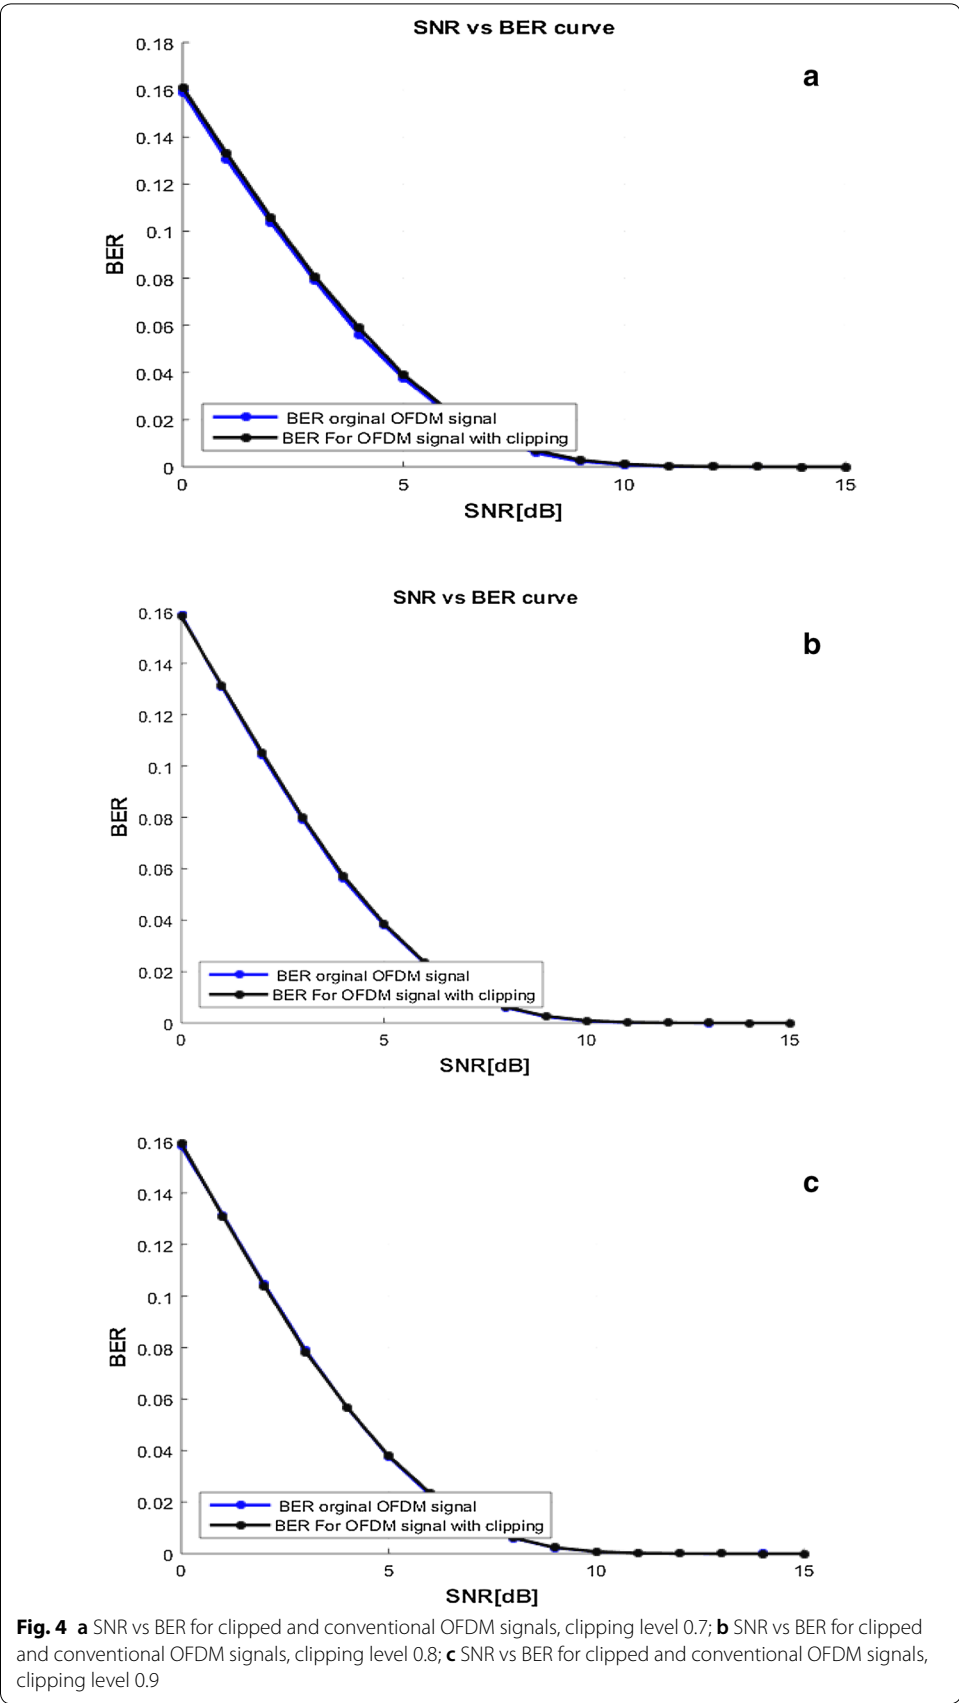 SNR vs BER curve
a
0.18
0.16
0.14
0.12
0.1
0.08
0.06
0.04
0.02
0
BER
BER orginal OFDM signal
BER For OFDM signal with clipping
0 5 10 15
SNR[dB]
SNR vs BER curve
b
0.16
0.14
0.12
0.1
0.08
0.06
0.04
0.02
0
BER
BER orginal OFDM signal
BER For OFDM signal with clipping
0 5 10 15
SNR[dB]
c
0.16
0.14
0.12
0.1
0.08
0.06
0.04
0.02
0
BER
BER orginal OFDM signal
BER For OFDM signal with clipping
0 5 10 15
SNR[dB]
Fig. 4 a SNR vs BER for clipped and conventional OFDM signals, clipping level 0.7; b SNR vs BER for clipped
and conventional OFDM signals, clipping level 0.8; c SNR vs BER for clipped and conventional OFDM signals,
clipping level 0.9